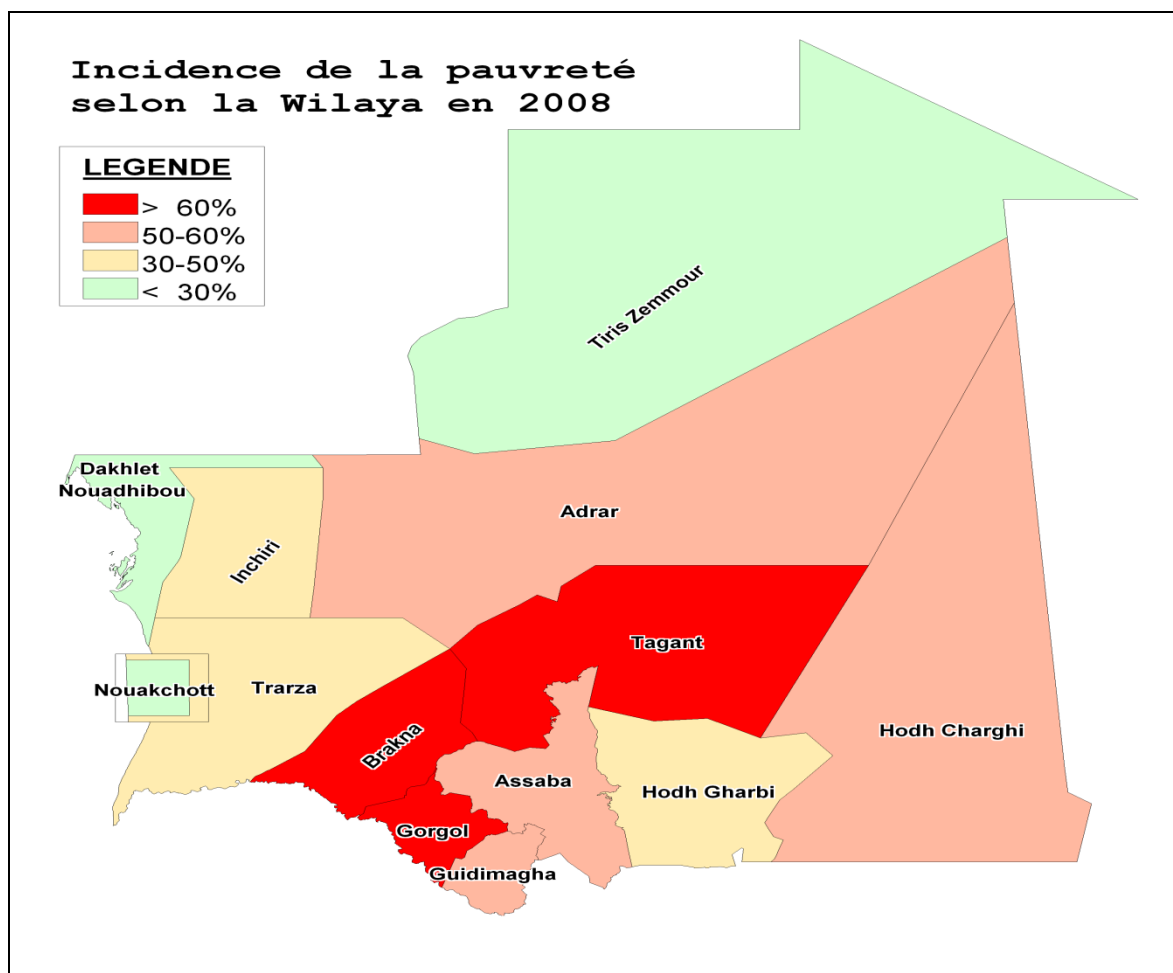 Incidence de la pauvreté
selon la Wilaya en 2008
LEGENDE
> 60%
50-60%
30-50%
< 30%
Tiris Zemmour
Dakhlet
Nouadhibou
Inchiri
Adrar
Tagant
Nouakchott
Trarza
Brakna
Hodh Charghi
Assaba
Hodh Gharbi
Gorgol
Guidimagha